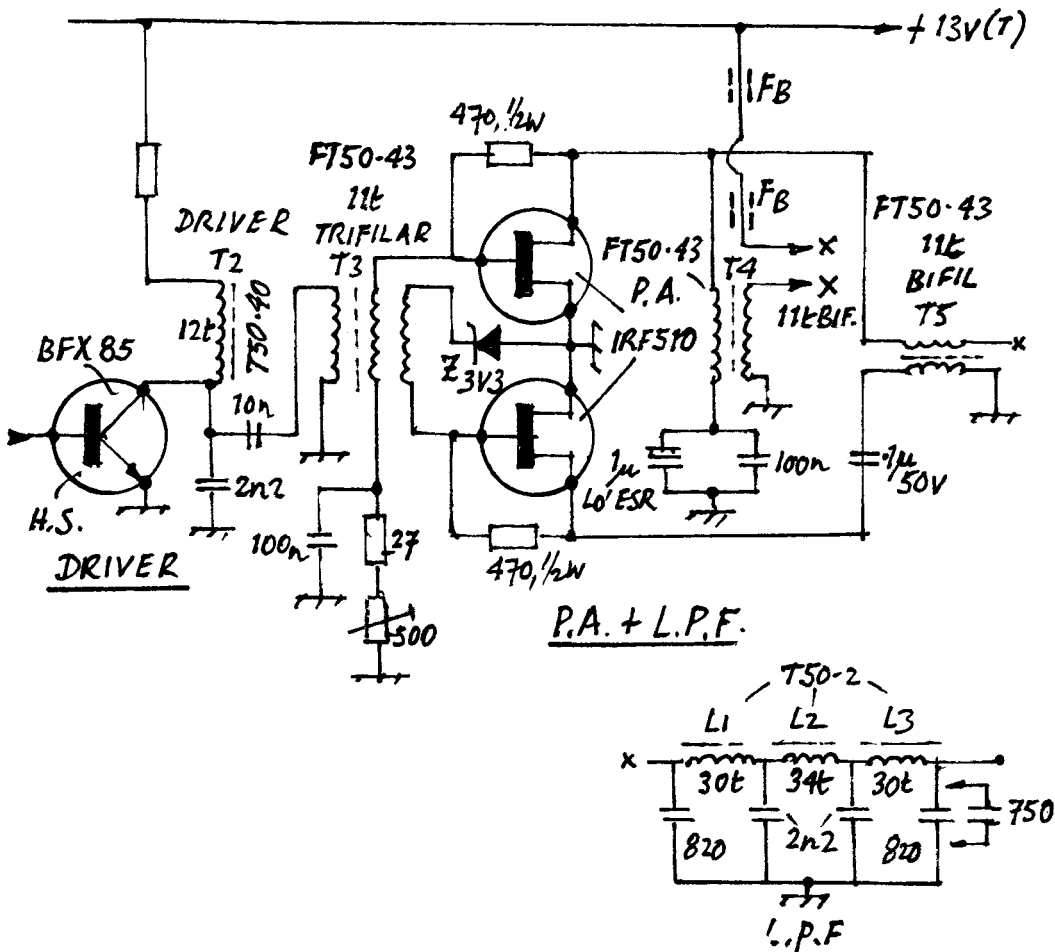 + 13V(T)
FB
470, 1/2W
FT50-43
11t
TRIFILAR
T3
FB
FT50-43
11t
BIFIL
T5
DRIVER
T2
12t
T50-40
FT50-43
P.A.
T4
X
X
11t BIF.
X
BFX 85
10n
Z 3V3
IRF510
2n2
H.S.
DRIVER
1µ
LO'ESR
100n
.1µ
50V
100n
27
470, 1/2W
500
P.A. + L.P.F.
T50-2
L1
L2
L3
X
30t
34t
30t
820
2n2
820
750
L.P.F